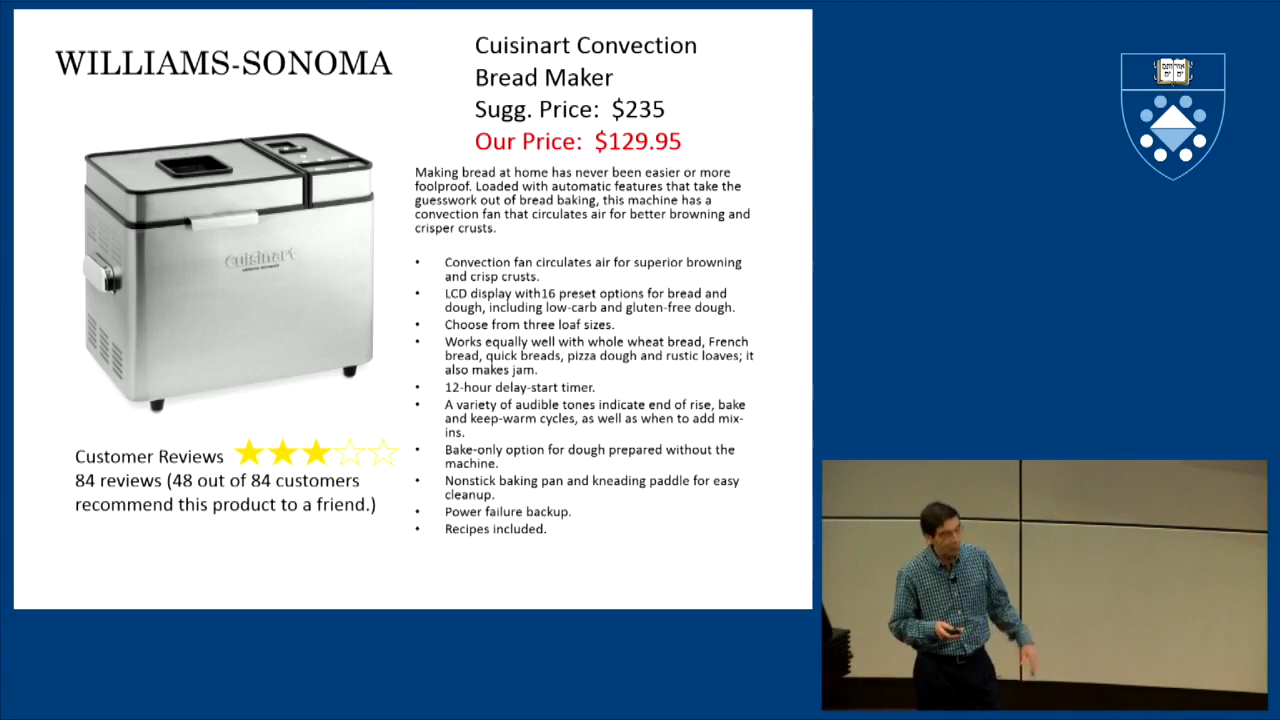 WILLIAMS-SONOMA
Cuisinart Convection
Bread Maker
Sugg. Price: $235
Our Price: $129.95
Making bread at home has never been easier or more
foolproof. Loaded with automatic features that take the
guesswork out of bread baking, this machine has a
convection fan that circulates air for better browning and
crisper crusts.
• Convection fan circulates air for superior browning
and crisp crusts.
• LCD display with16 preset options for bread and
dough, including low-carb and gluten-free dough.
• Choose from three loaf sizes.
• Works equally well with whole wheat bread, French
bread, quick breads, pizza dough and rustic loaves; it
also makes jam.
• 12-hour delay-start timer.
• A variety of audible tones indicate end of rise, bake
and keep-warm cycles, as well as when to add mix-
ins.
• Bake-only option for dough prepared without the
machine.
• Nonstick baking pan and kneading paddle for easy
cleanup.
• Power failure backup.
• Recipes included.
Cuisinart
Customer Reviews
84 reviews (48 out of 84 customers
recommend this product to a friend.)